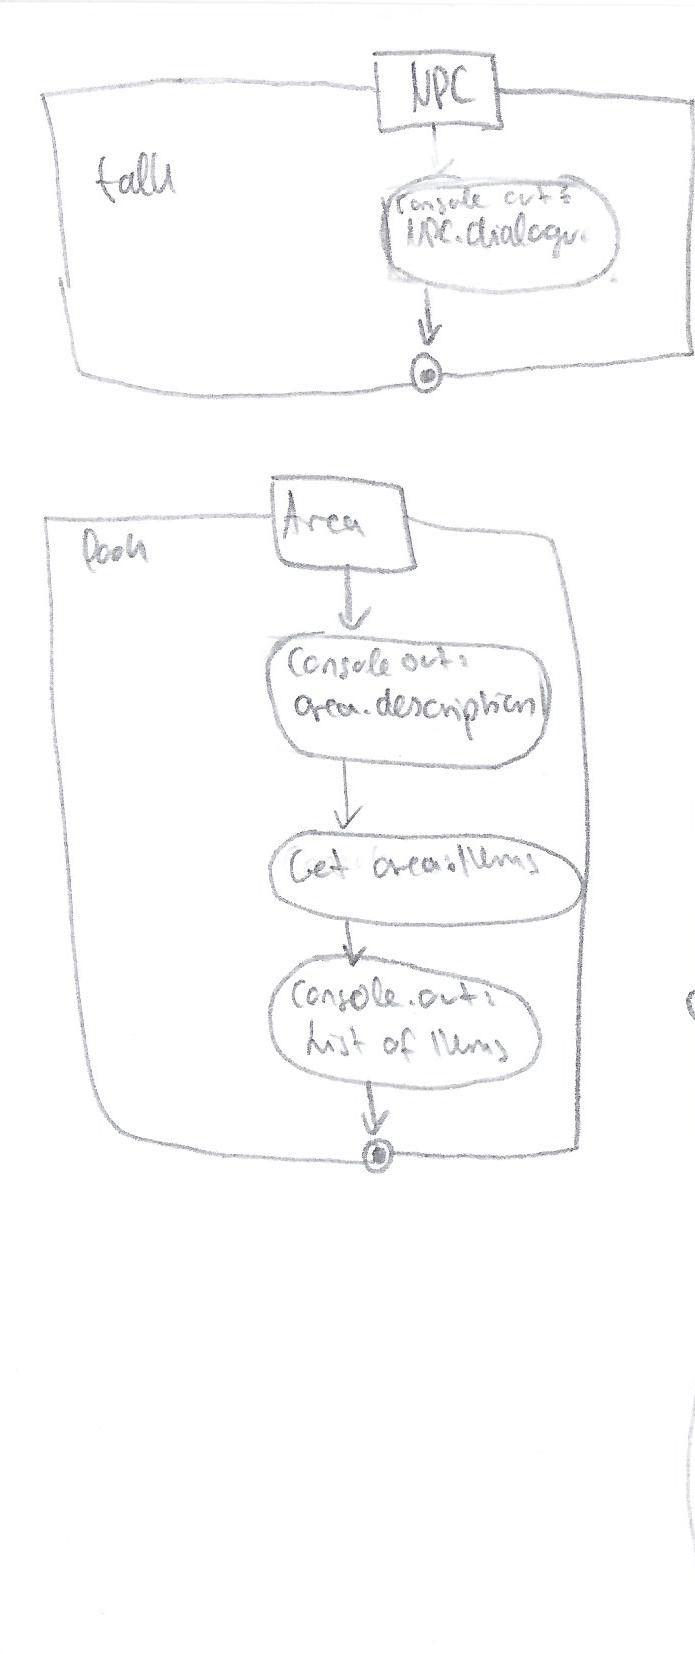 NPC
talk
Console out:
NPC.dialogue
Area
look
Console out:
area.description
Get area.Items
Console.out:
List of Items